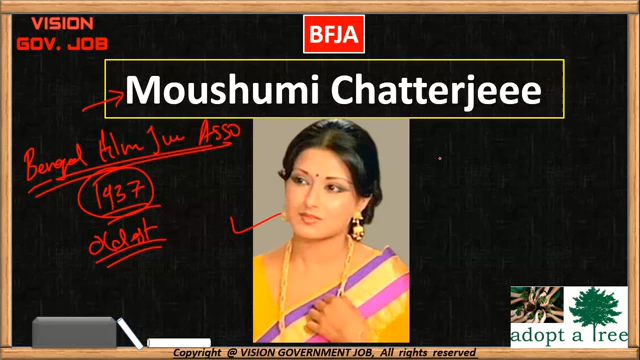 VISION
GOV. JOB
BFJA
Moushumi Chatterjeee
Bengal Film Jur Asso
1937
Oldest
adopt a Tree
Copyright @ VISION GOVERNMENT JOB, All rights reserved